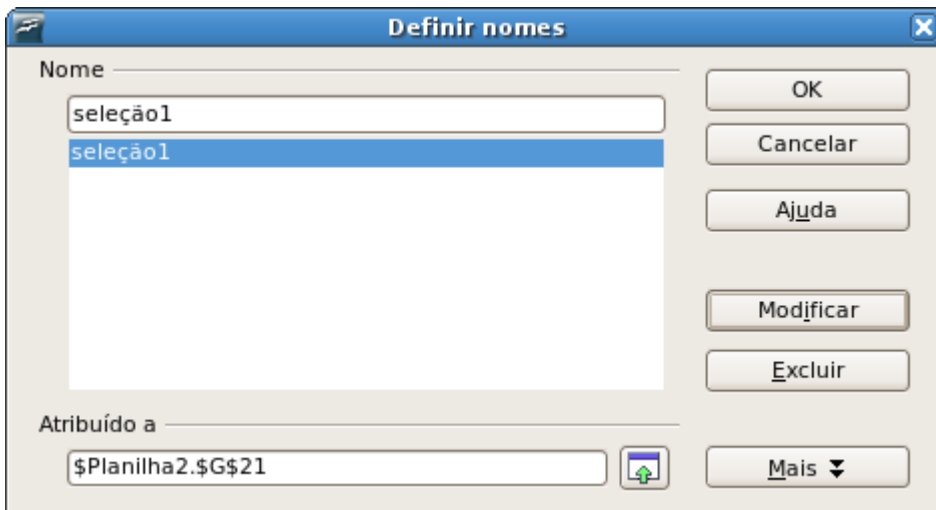 Definir nomes
Nome
seleção1
seleção1
OK
Cancelar
Ajuda
Modificar
Excluir
Atribuído a
$Planilha2.$G$21
Mais